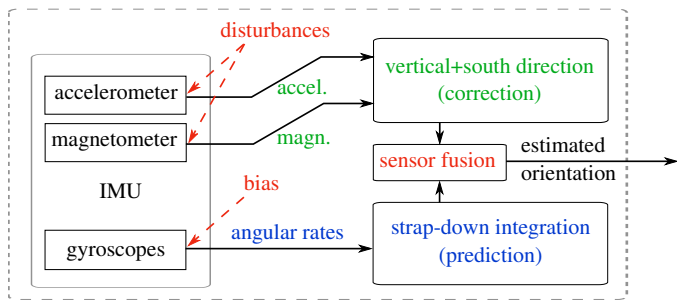 disturbances
accelerometer
accel.
vertical+south direction
(correction)
magnetometer
magn.
IMU
sensor fusion
estimated
orientation
bias
gyroscopes
angular rates
strap-down integration
(prediction)